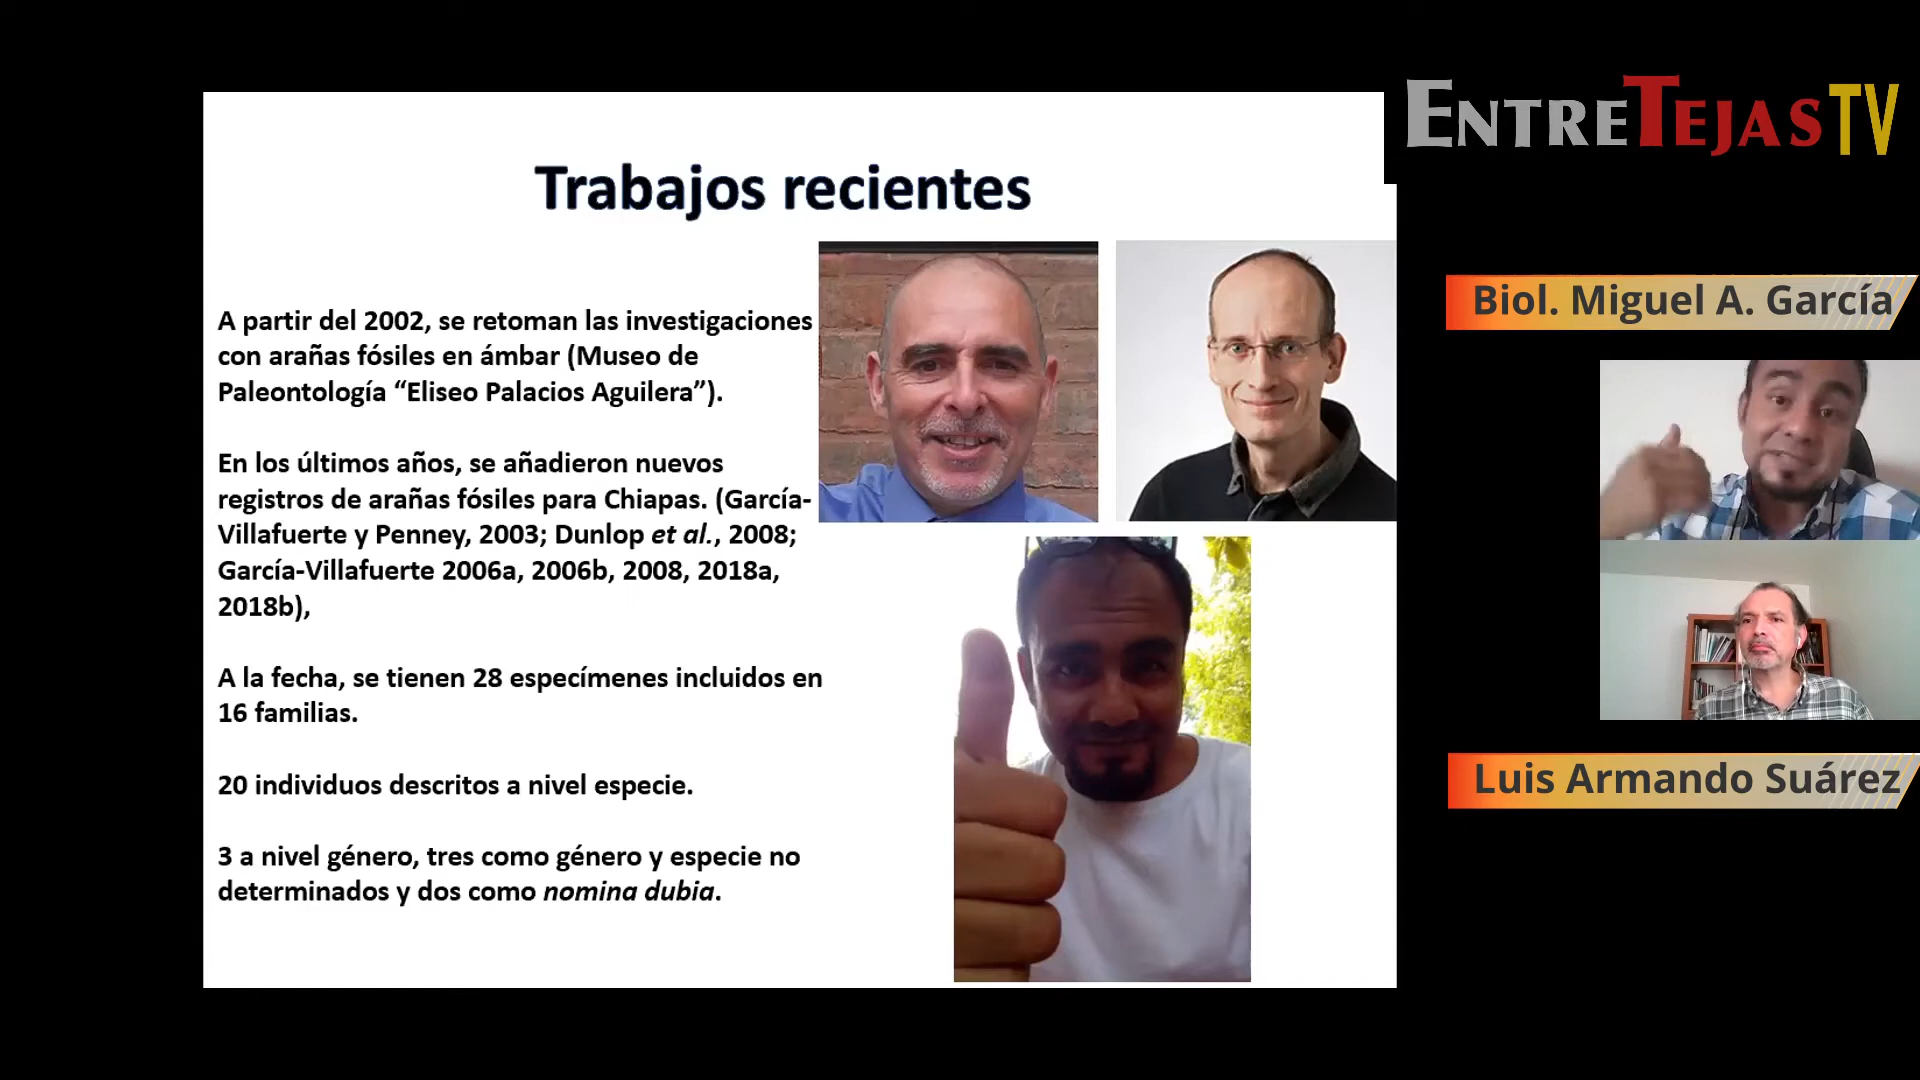 ENTRETEJASTV
Trabajos recientes
A partir del 2002, se retoman las investigaciones
con arañas fósiles en ámbar (Museo de
Paleontología “Eliseo Palacios Aguilera”).
En los últimos años, se añadieron nuevos
registros de arañas fósiles para Chiapas. (García-
Villafuerte y Penney, 2003; Dunlop et al., 2008;
García-Villafuerte 2006a, 2006b, 2008, 2018a,
2018b),
A la fecha, se tienen 28 especímenes incluidos en
16 familias.
20 individuos descritos a nivel especie.
3 a nivel género, tres como género y especie no
determinados y dos como nomina dubia.
Biol. Miguel A. García
Luis Armando Suárez